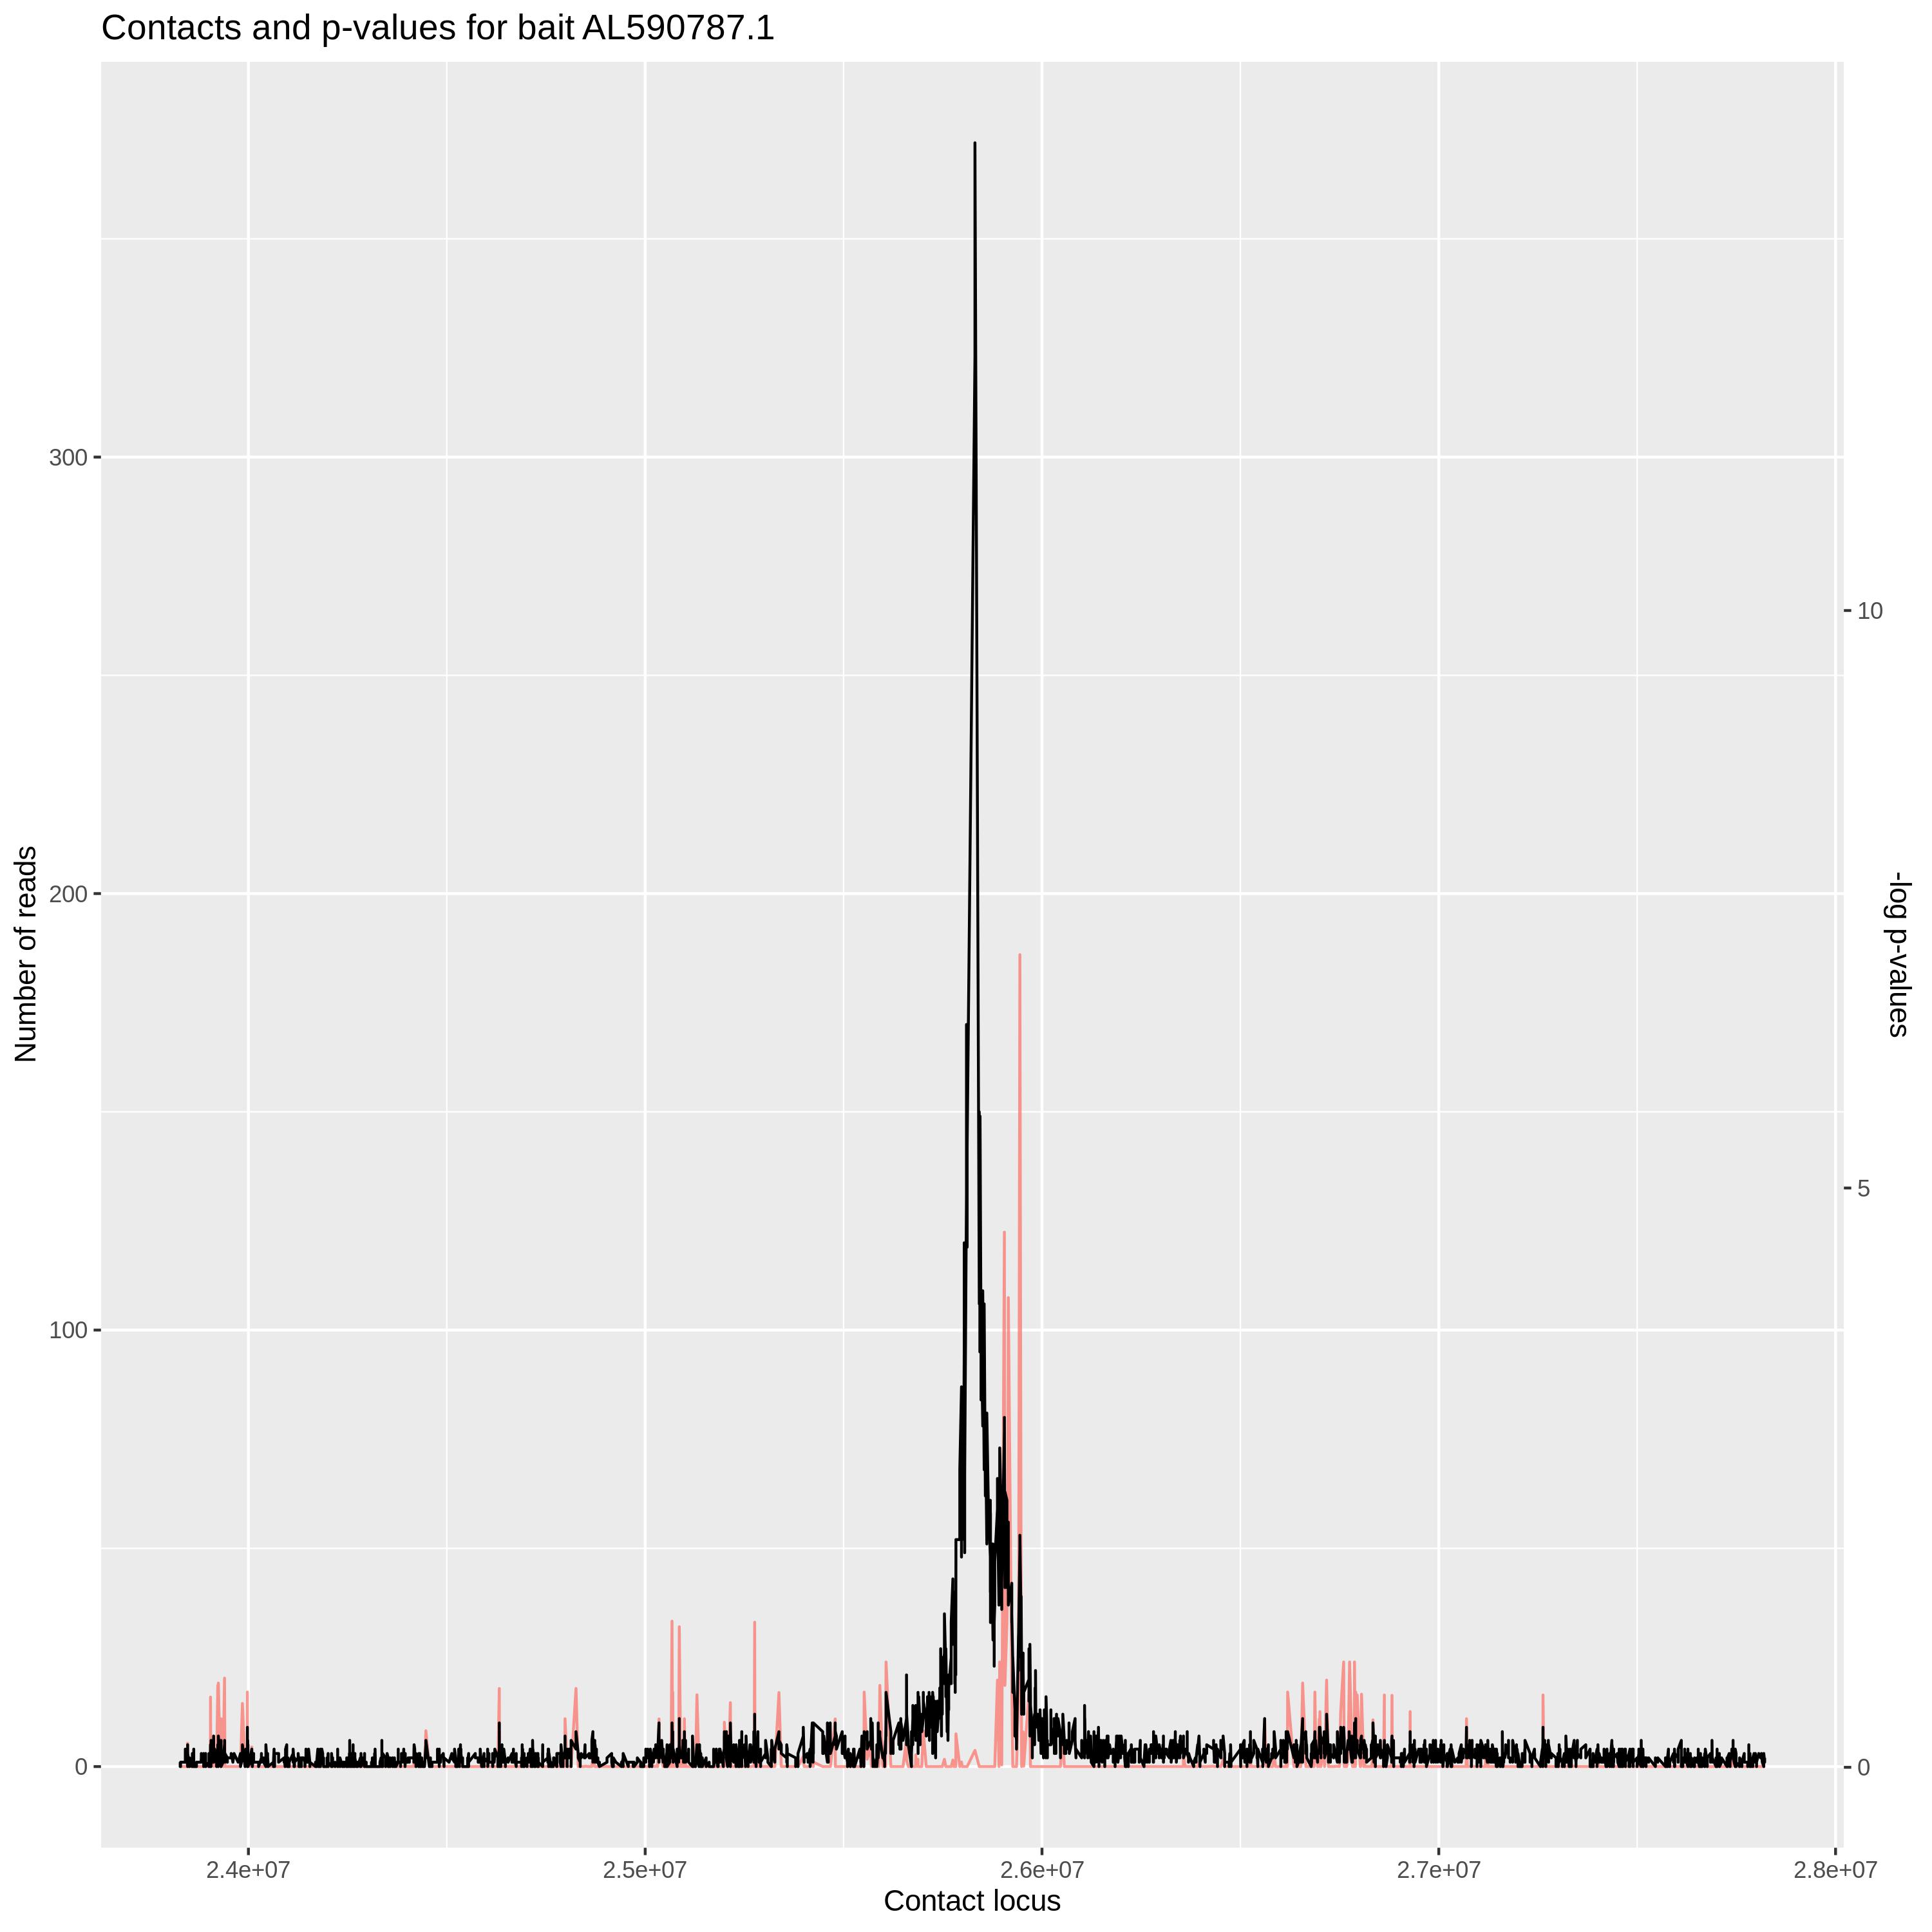 Contacts and p-values for bait AL590787.1
Number of reads
300
200
100
0
10
5
0
-log p-values
2.4e+07 2.5e+07 2.6e+07 2.7e+07 2.8e+07
Contact locus